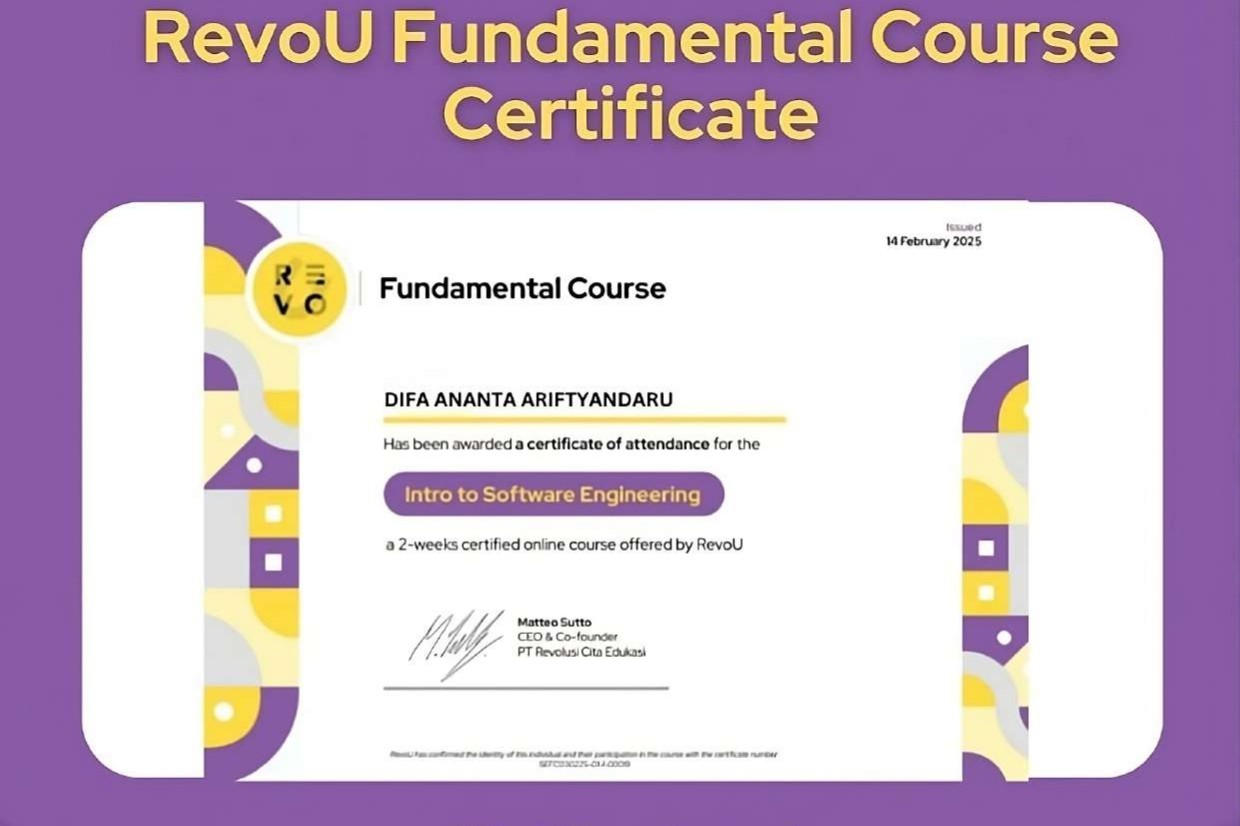 RevoU Fundamental Course
Certificate
Issued
14 February 2025
RE
VO
Fundamental Course
DIFA ANANTA ARIFTYANDARU
Has been awarded a certificate of attendance for the
Intro to Software Engineering
a 2-weeks certified online course offered by RevoU
Matteo Sutto
CEO & Co-founder
PT Revolusi Cita Edukasi
RevoU has confirmed the identity of this individual and their participation in the course with the certificate number